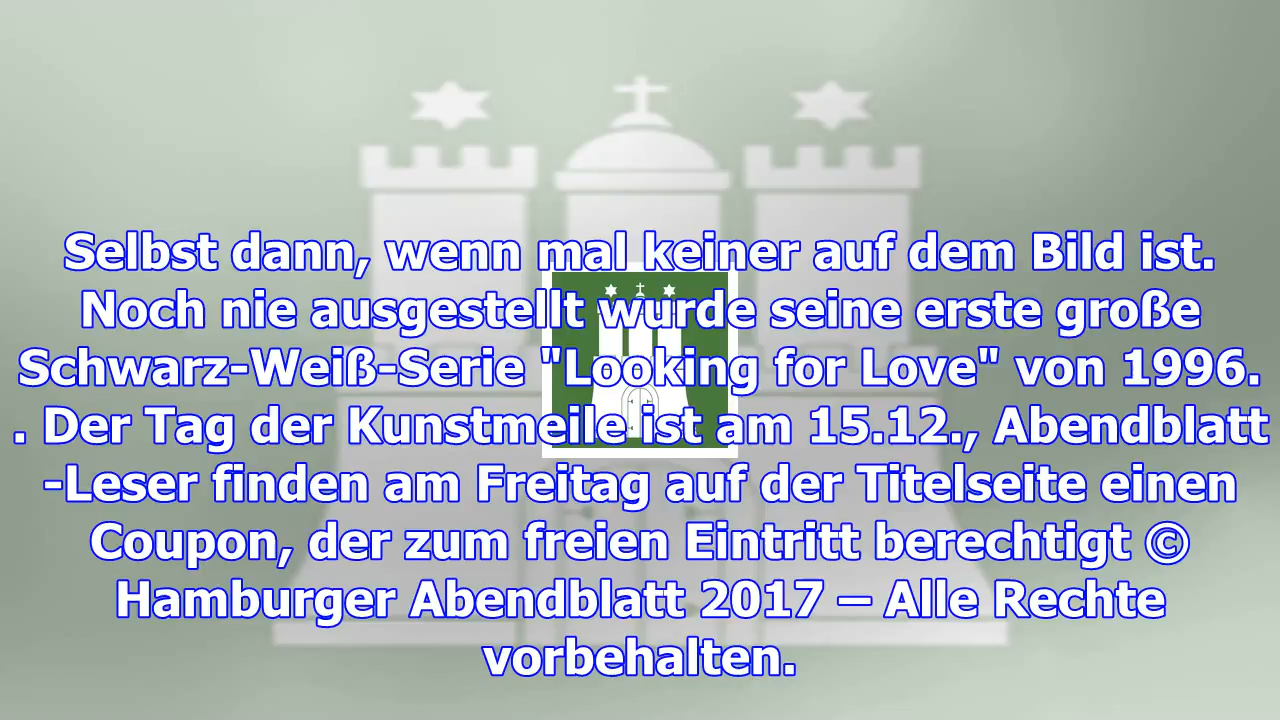 Selbst dann, wenn mal keiner auf dem Bild ist.
Noch nie ausgestellt wurde seine erste große
Schwarz-Weiß-Serie "Looking for Love" von 1996.
. Der Tag der Kunstmeile ist am 15.12., Abendblatt
-Leser finden am Freitag auf der Titelseite einen
Coupon, der zum freien Eintritt berechtigt ©
Hamburger Abendblatt 2017 – Alle Rechte
vorbehalten.